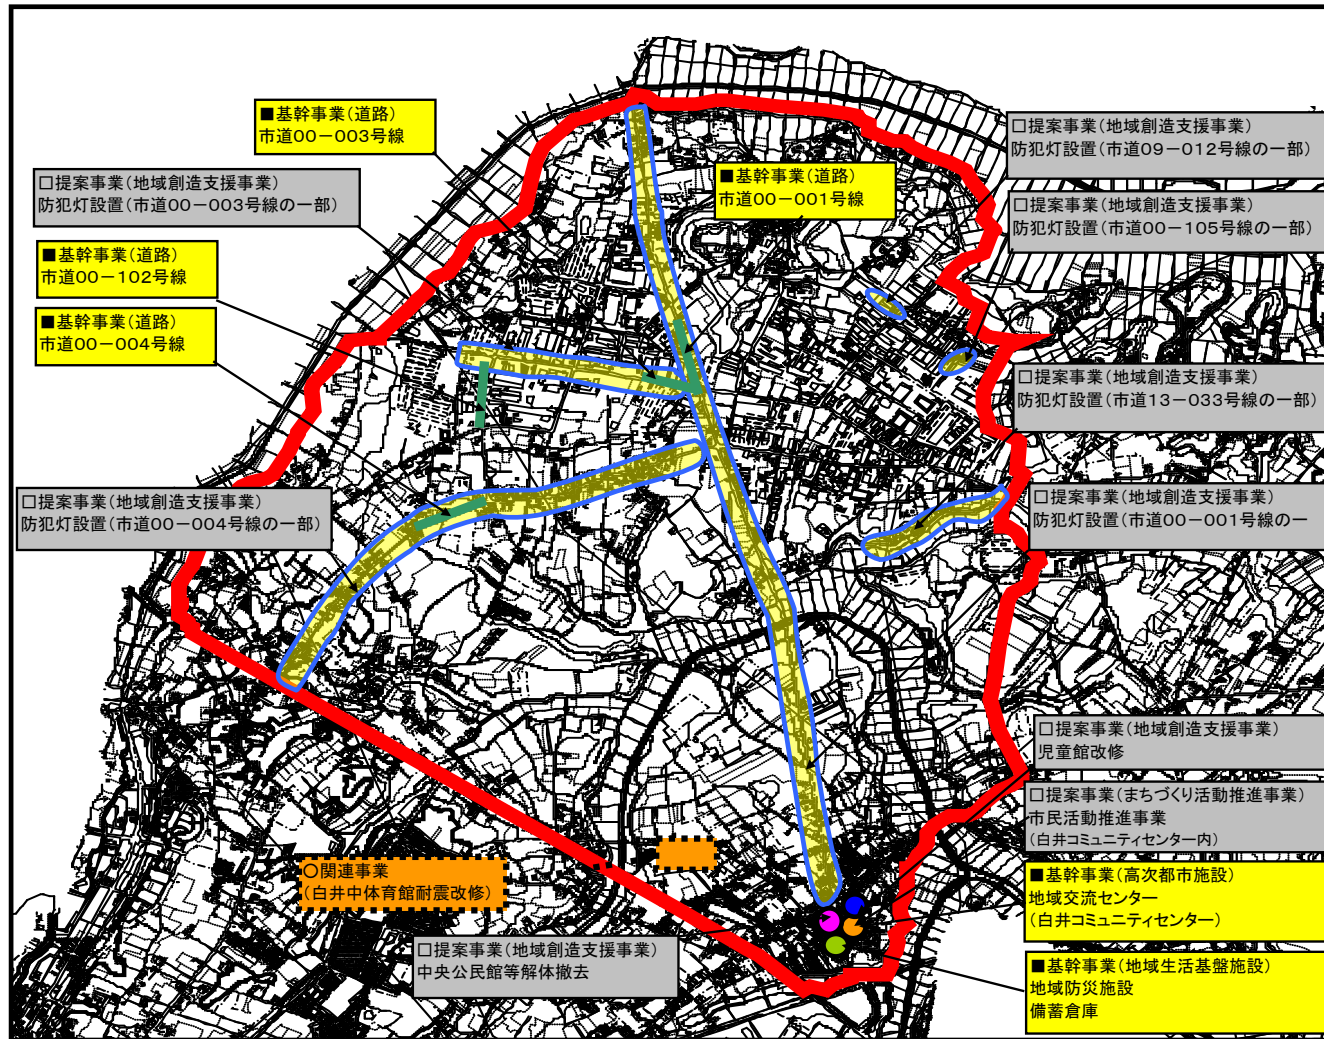 ■基幹事業(道路)
市道00－003号線
□提案事業(地域創造支援事業)
防犯灯設置(市道09－012号線の一部)
□提案事業(地域創造支援事業)
防犯灯設置(市道00－003号線の一部)
■基幹事業(道路)
市道00－001号線
□提案事業(地域創造支援事業)
防犯灯設置(市道00－105号線の一部)
■基幹事業(道路)
市道00－102号線
■基幹事業(道路)
市道00－004号線
□提案事業(地域創造支援事業)
防犯灯設置(市道13－033号線の一部)
□提案事業(地域創造支援事業)
防犯灯設置(市道00－004号線の一部)
□提案事業(地域創造支援事業)
防犯灯設置(市道00－001号線の一
□提案事業(地域創造支援事業)
児童館改修
□提案事業(まちづくり活動推進事業)
市民活動推進事業
(白井コミュニティセンター内)
○関連事業
(白井中体育館耐震改修)
■基幹事業(高次都市施設)
地域交流センター
(白井コミュニティセンター)
□提案事業(地域創造支援事業)
中央公民館等解体撤去
■基幹事業(地域生活基盤施設)
地域防災施設
備蓄倉庫